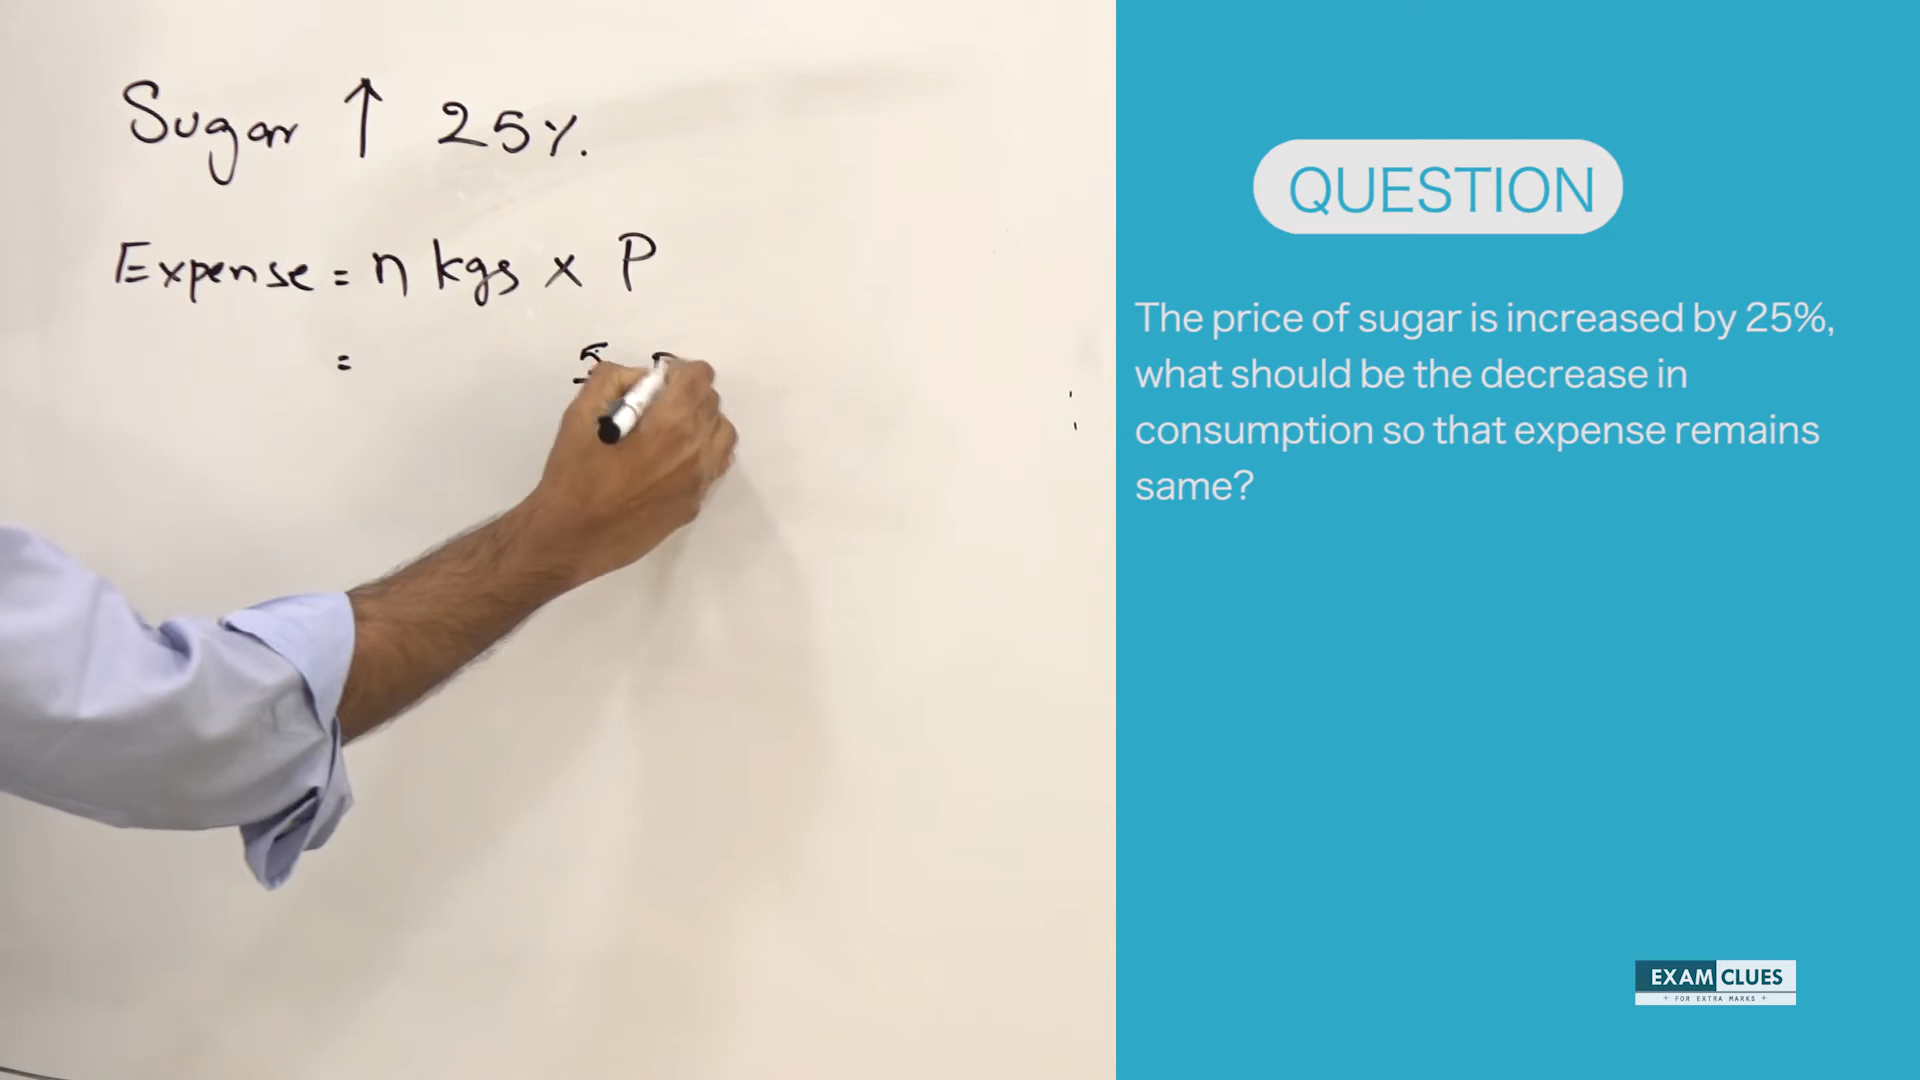 Sugar ↑ 25%.
Expense = n kgs x P
=
QUESTION
The price of sugar is increased by 25%,
what should be the decrease in
consumption so that expense remains
same?
EXAM CLUES
+ FOR EXTRA MARKS +